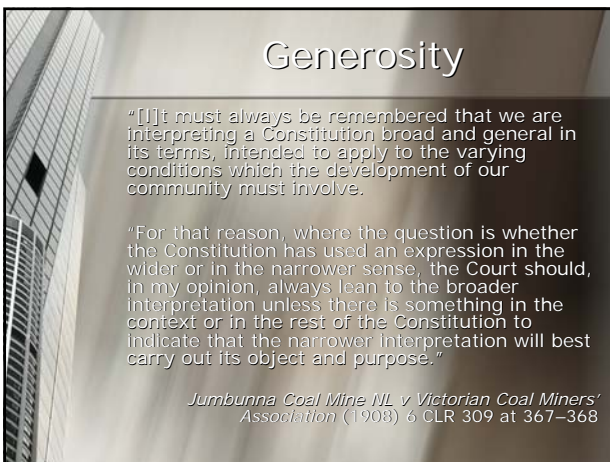 Generosity
"[I]t must always be remembered that we are
interpreting a Constitution broad and general in
its terms, intended to apply to the varying
conditions which the development of our
community must involve.
"For that reason, where the question is whether
the Constitution has used an expression in the
wider or in the narrower sense, the Court should,
in my opinion, always lean to the broader
interpretation unless there is something in the
context or in the rest of the Constitution to
indicate that the narrower interpretation will best
carry out its object and purpose."
Jumbunna Coal Mine NL v Victorian Coal Miners'
Association (1908) 6 CLR 309 at 367–368